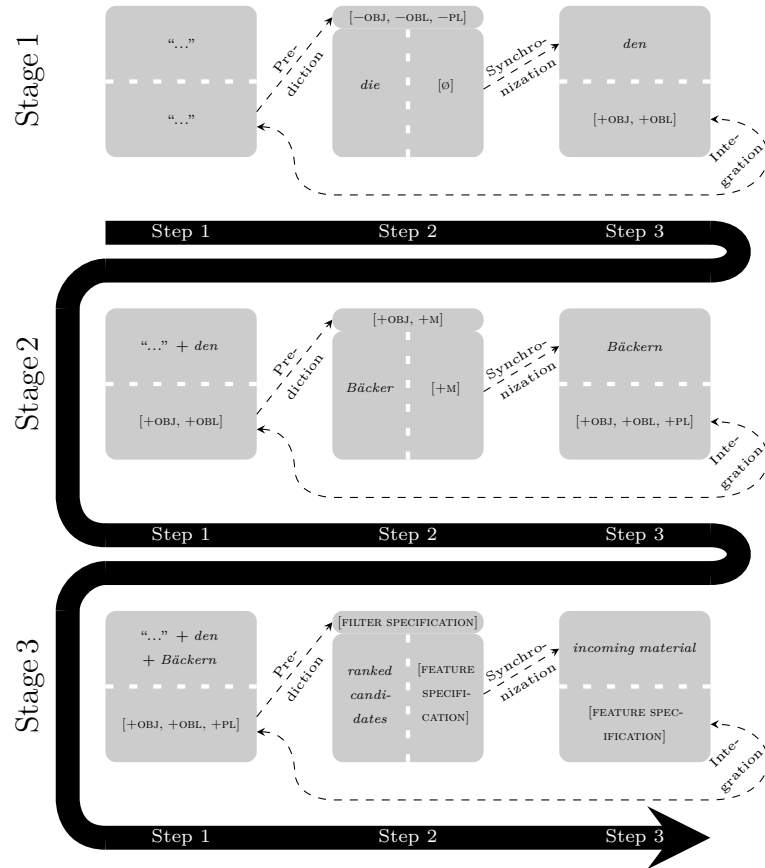 Stage 1
“...”
“...”
Pre-
diction
[−OBJ, −OBL, −PL]
die
[∅]
Synchro-
nization
den
[+OBJ, +OBL]
Inte-
gration
Step 1
Step 2
Step 3
Stage 2
“...” + den
[+OBJ, +OBL]
Pre-
diction
[+OBJ, +M]
Bäcker
[+M]
Synchro-
nization
Bäckern
[+OBJ, +OBL, +PL]
Inte-
gration
Step 1
Step 2
Step 3
Stage 3
“...” + den
+ Bäckern
[+OBJ, +OBL, +PL]
Pre-
diction
[FILTER SPECIFICATION]
ranked
candi-
dates
[FEATURE
SPECIFI-
CATION]
Synchro-
nization
incoming material
[FEATURE SPEC-
IFICATION]
Inte-
gration
Step 1
Step 2
Step 3